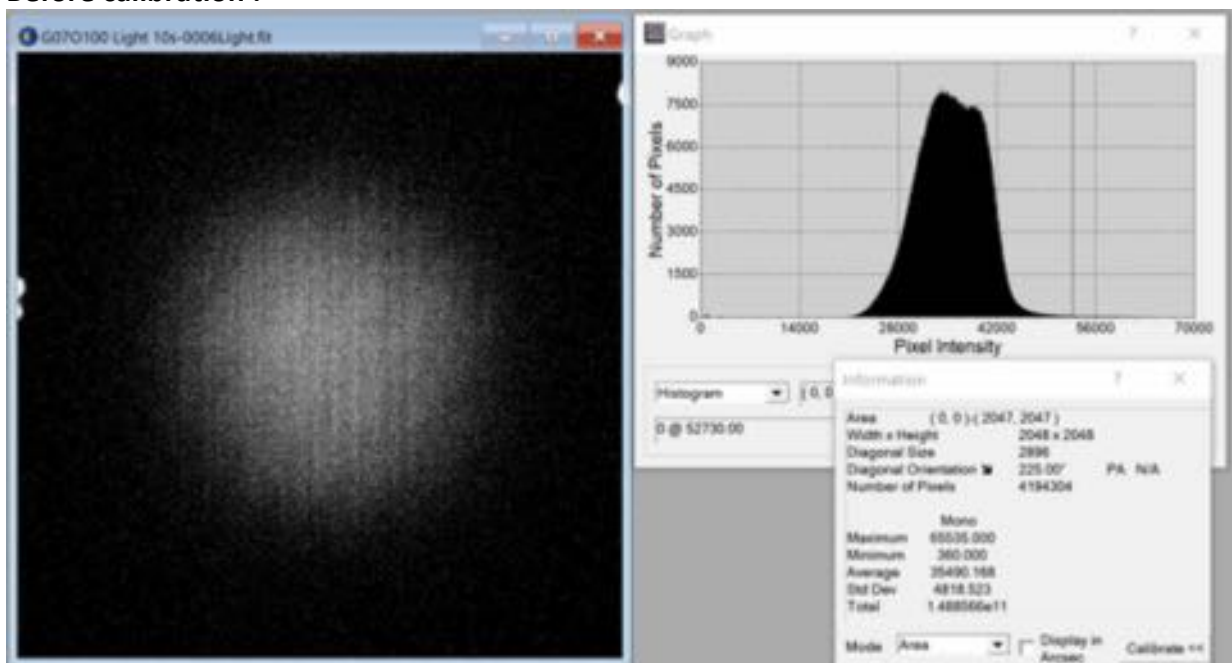 Before calibration :
G07O100 Light 10s-0006Light.fit
Graph
9000
7500
6000
4500
3000
1500
0
Number of Pixels
0 14000 28000 42000 56000 70000
Pixel Intensity
Histogram
( 0, 0
0 @ 52730.00
Information
Area ( 0, 0 )-( 2047, 2047 )
Width x Height 2048 x 2048
Diagonal Size 2896
Diagonal Orientation 225.00° PA N/A
Number of Pixels 4194304
Mono
Maximum 65535.000
Minimum 360.000
Average 35490.168
Std Dev 4818.523
Total 1.488566e11
Mode Area Display in Arcsec Calibrate <<